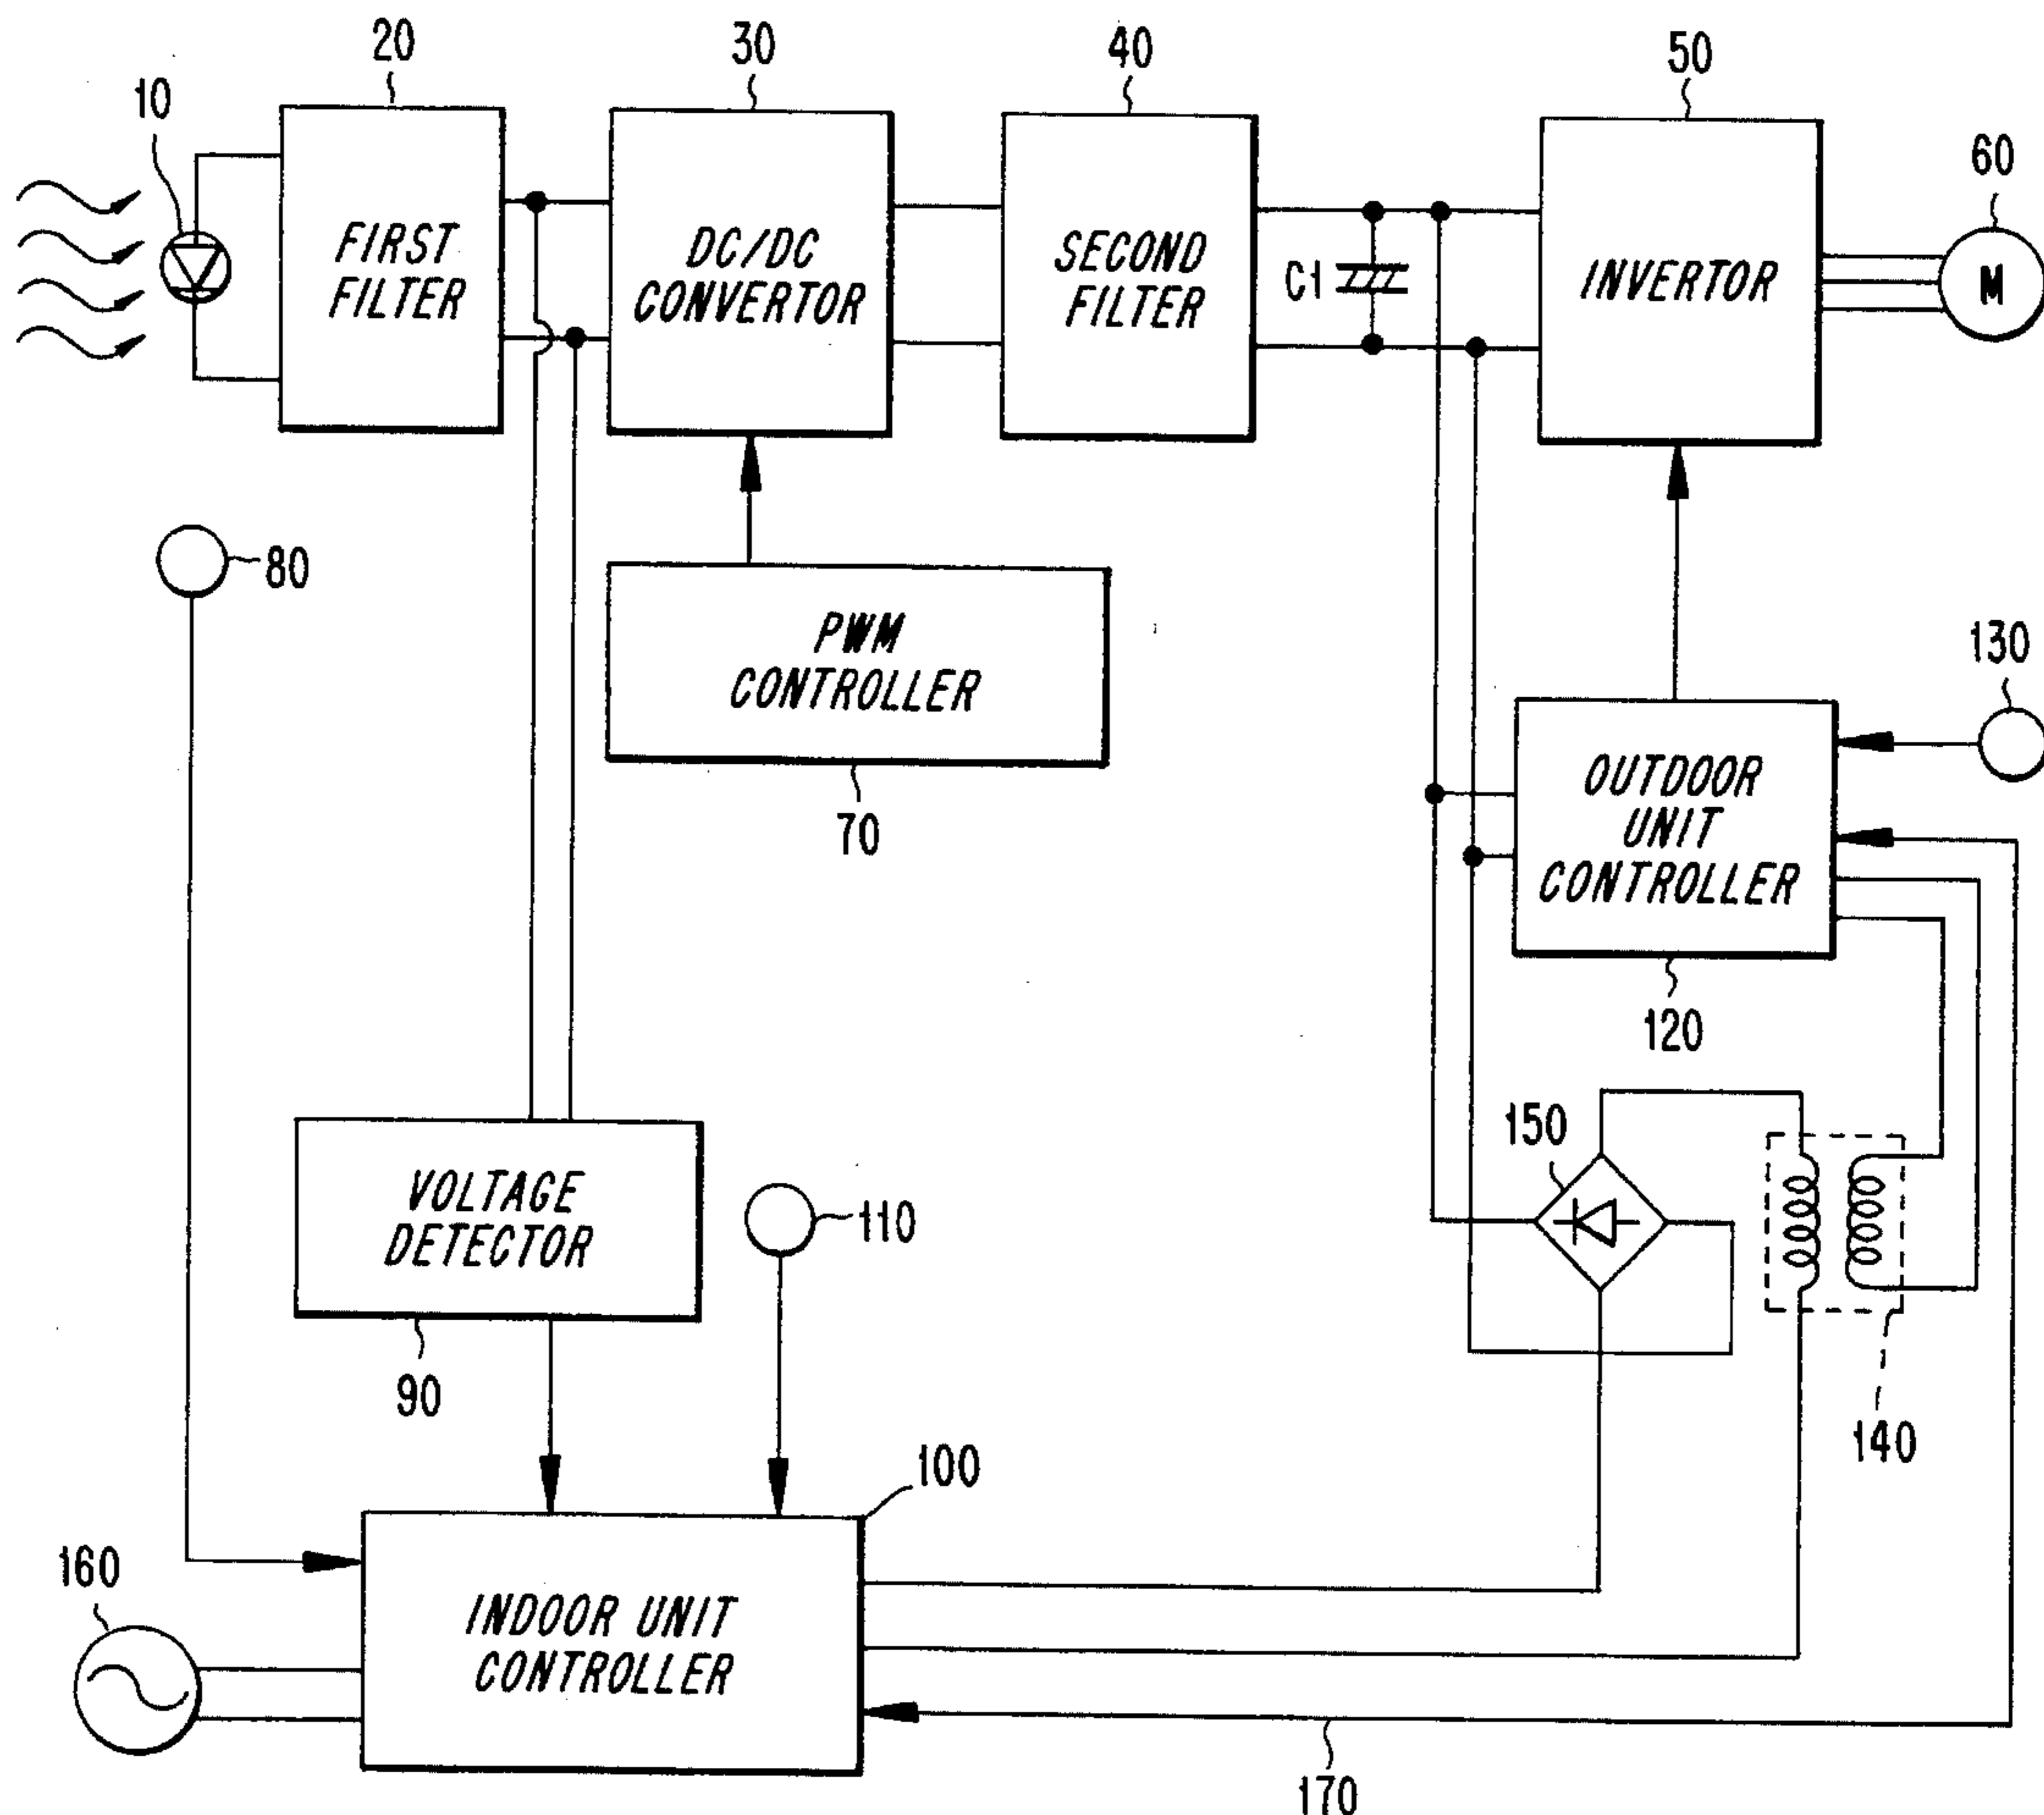 20
30
40
50
10
60
FIRST
FILTER
DC/DC
CONVERTOR
SECOND
FILTER
C1
INVERTOR
M
80
PWM
CONTROLLER
70
130
OUTDOOR
UNIT
CONTROLLER
120
150
VOLTAGE
DETECTOR
110
90
140
100
160
INDOOR UNIT
CONTROLLER
170